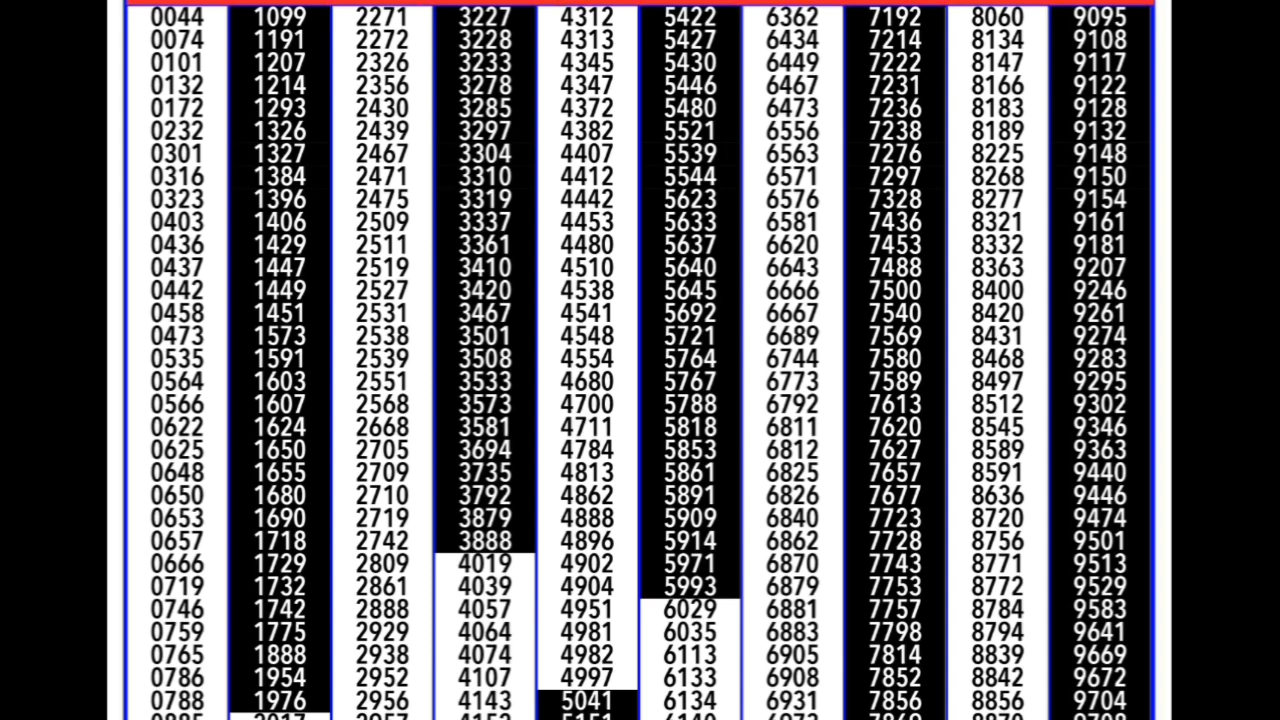 0044 1099 2271 3227 4312 5422 6362 7192 8060 9095
0074 1191 2272 3228 4313 5427 6434 7214 8134 9108
0101 1207 2326 3233 4345 5430 6449 7222 8147 9117
0132 1214 2356 3278 4347 5446 6467 7231 8166 9122
0172 1293 2430 3285 4372 5480 6473 7236 8183 9128
0232 1326 2439 3297 4382 5521 6556 7238 8189 9132
0301 1327 2467 3304 4407 5539 6563 7276 8225 9148
0316 1384 2471 3310 4412 5544 6571 7297 8268 9150
0323 1396 2475 3319 4442 5623 6576 7328 8277 9154
0403 1406 2509 3337 4453 5633 6581 7436 8321 9161
0436 1429 2511 3361 4480 5637 6620 7453 8332 9181
0437 1447 2519 3410 4510 5640 6643 7488 8363 9207
0442 1449 2527 3420 4538 5645 6666 7500 8400 9246
0458 1451 2531 3467 4541 5692 6667 7540 8420 9261
0473 1573 2538 3501 4548 5721 6689 7569 8431 9274
0535 1591 2539 3508 4554 5764 6744 7580 8468 9283
0564 1603 2551 3533 4680 5767 6773 7589 8497 9295
0566 1607 2568 3573 4700 5788 6792 7613 8512 9302
0622 1624 2668 3581 4711 5818 6811 7620 8545 9346
0625 1650 2705 3694 4784 5853 6812 7627 8589 9363
0648 1655 2709 3735 4813 5861 6825 7657 8591 9440
0650 1680 2710 3792 4862 5891 6826 7677 8636 9446
0653 1690 2719 3879 4888 5909 6840 7723 8720 9474
0657 1718 2742 3888 4896 5914 6862 7728 8756 9501
0666 1729 2809 4019 4902 5971 6870 7743 8771 9513
0719 1732 2861 4039 4904 5993 6879 7753 8772 9529
0746 1742 2888 4057 4951 6029 6881 7757 8784 9583
0759 1775 2929 4064 4981 6035 6883 7798 8794 9641
0765 1888 2938 4074 4982 6113 6905 7814 8839 9669
0786 1954 2952 4107 4997 6133 6908 7852 8842 9672
0788 1976 2956 4143 5041 6134 6931 7856 8856 9704